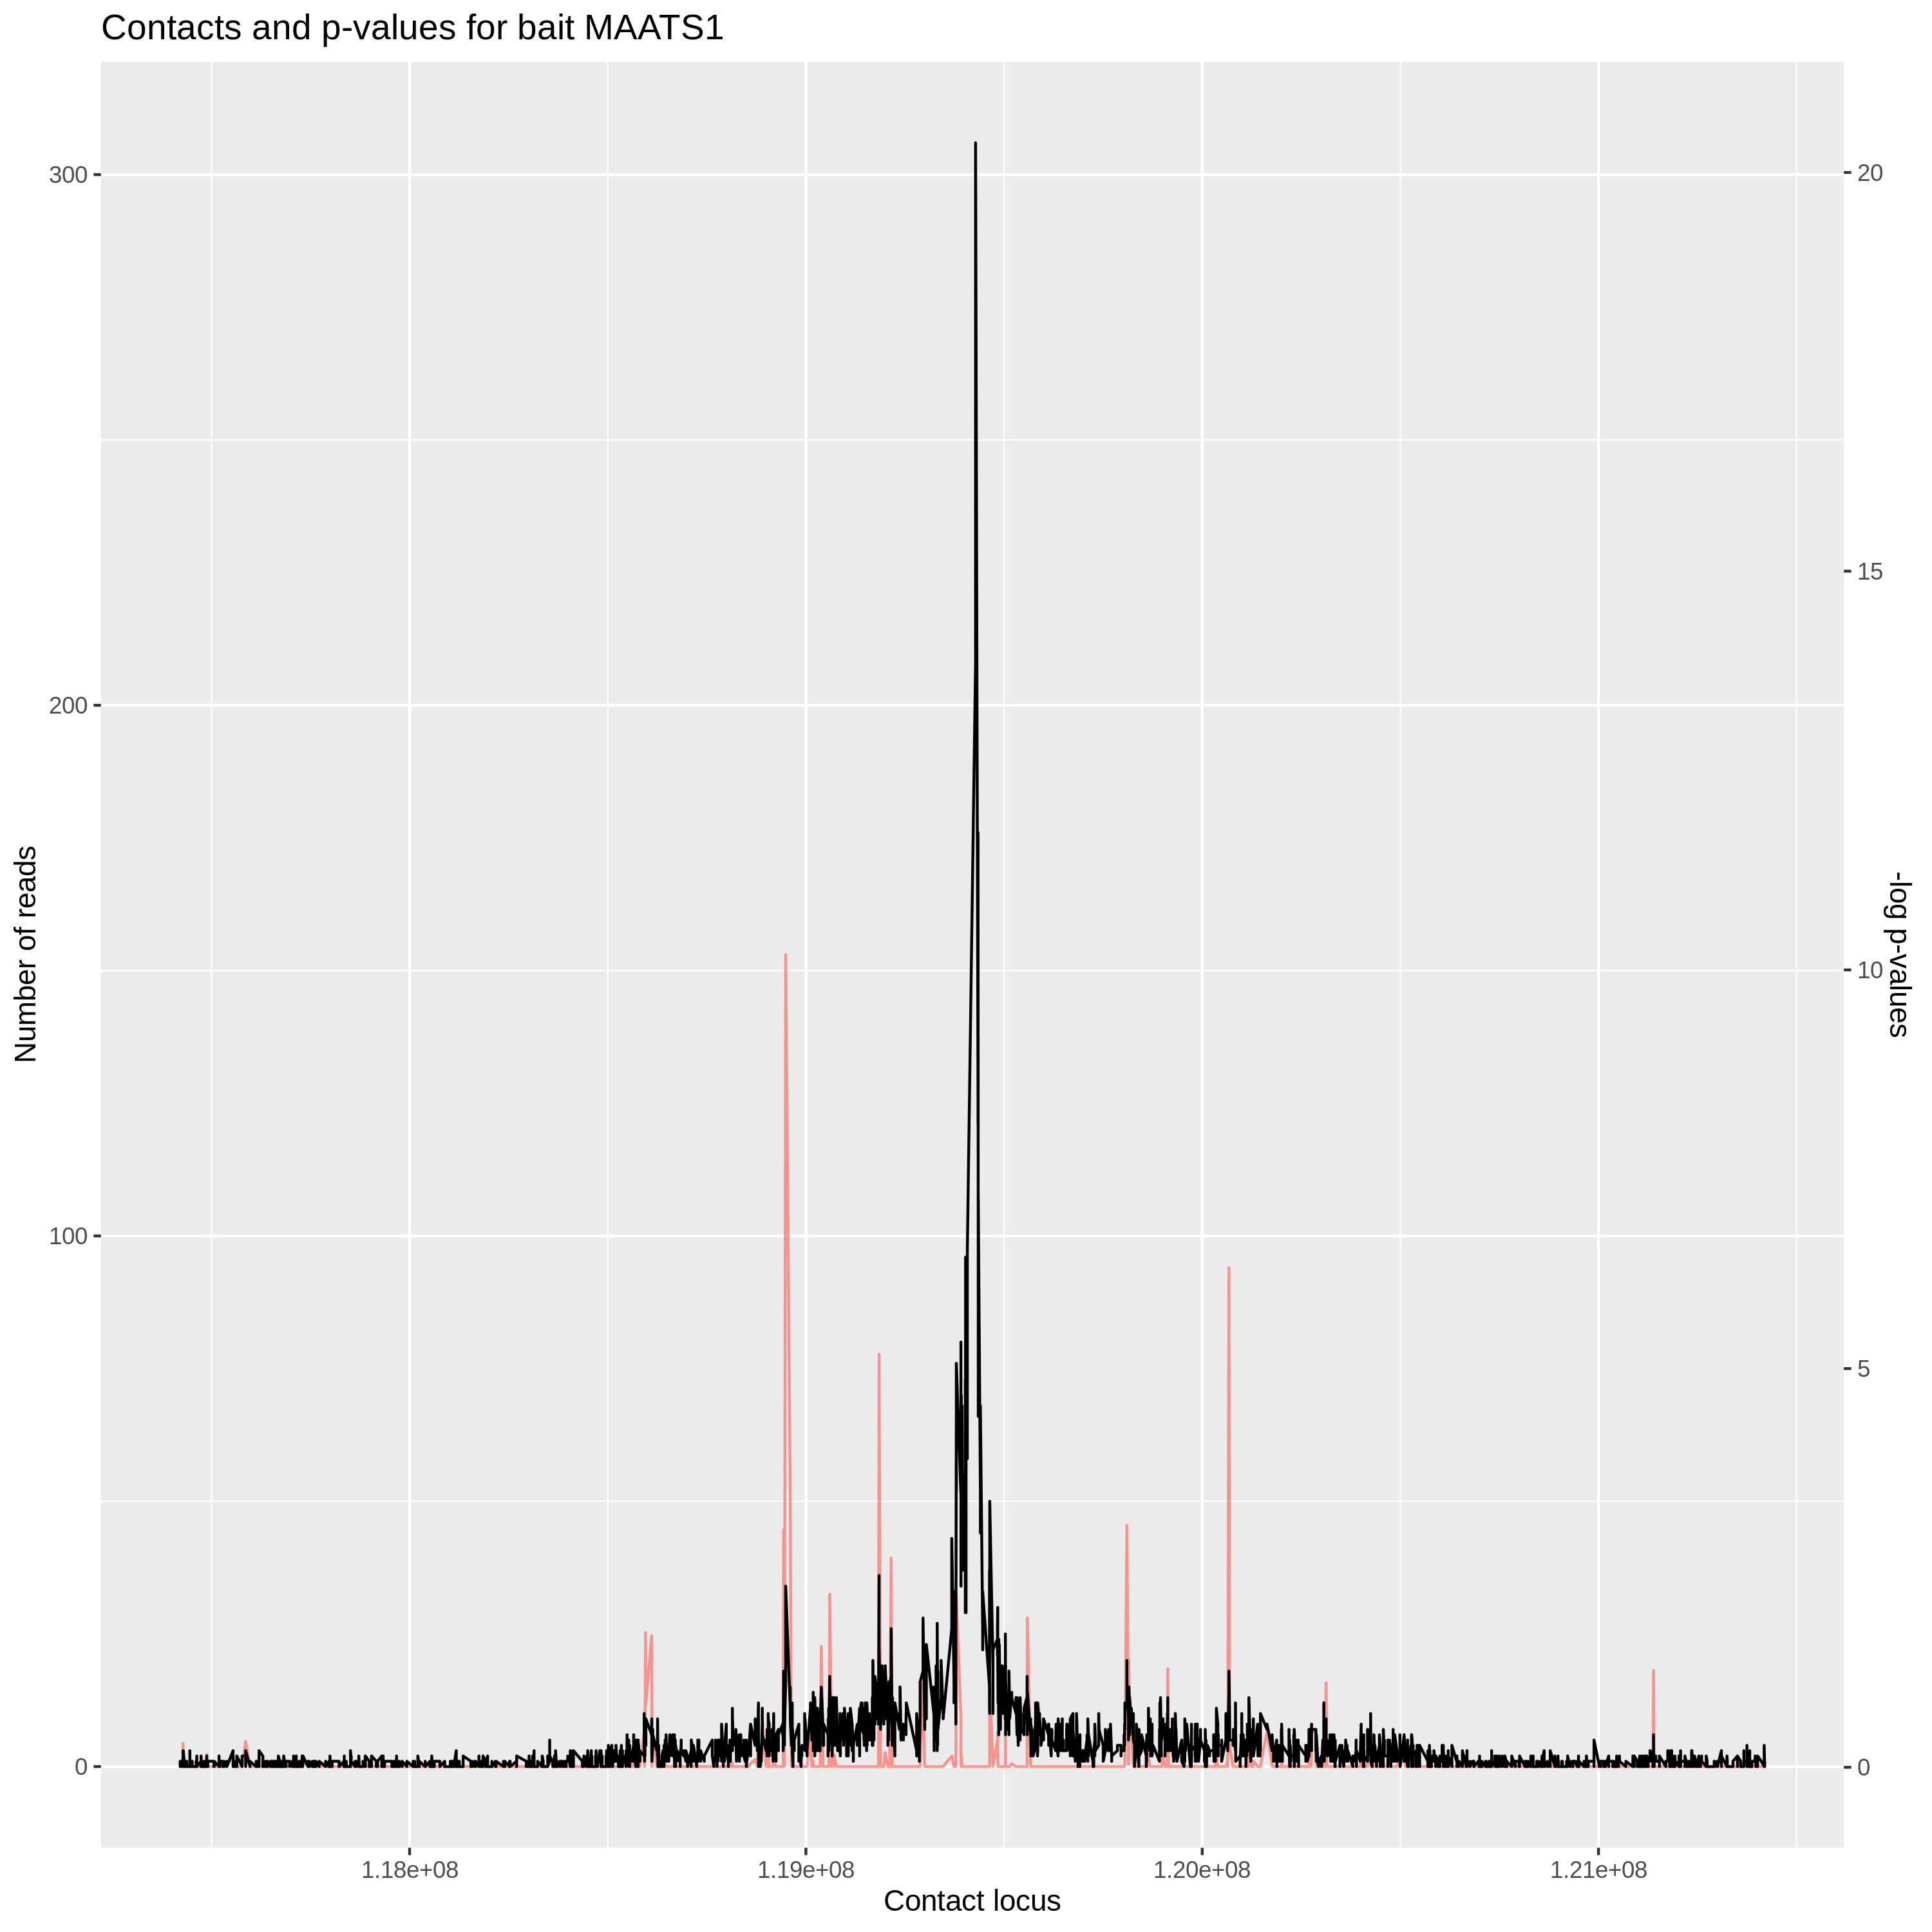 Contacts and p-values for bait MAATS1
300
200
100
0
Number of reads
20
15
10
5
0
-log p-values
1.18e+08 1.19e+08 1.20e+08 1.21e+08
Contact locus